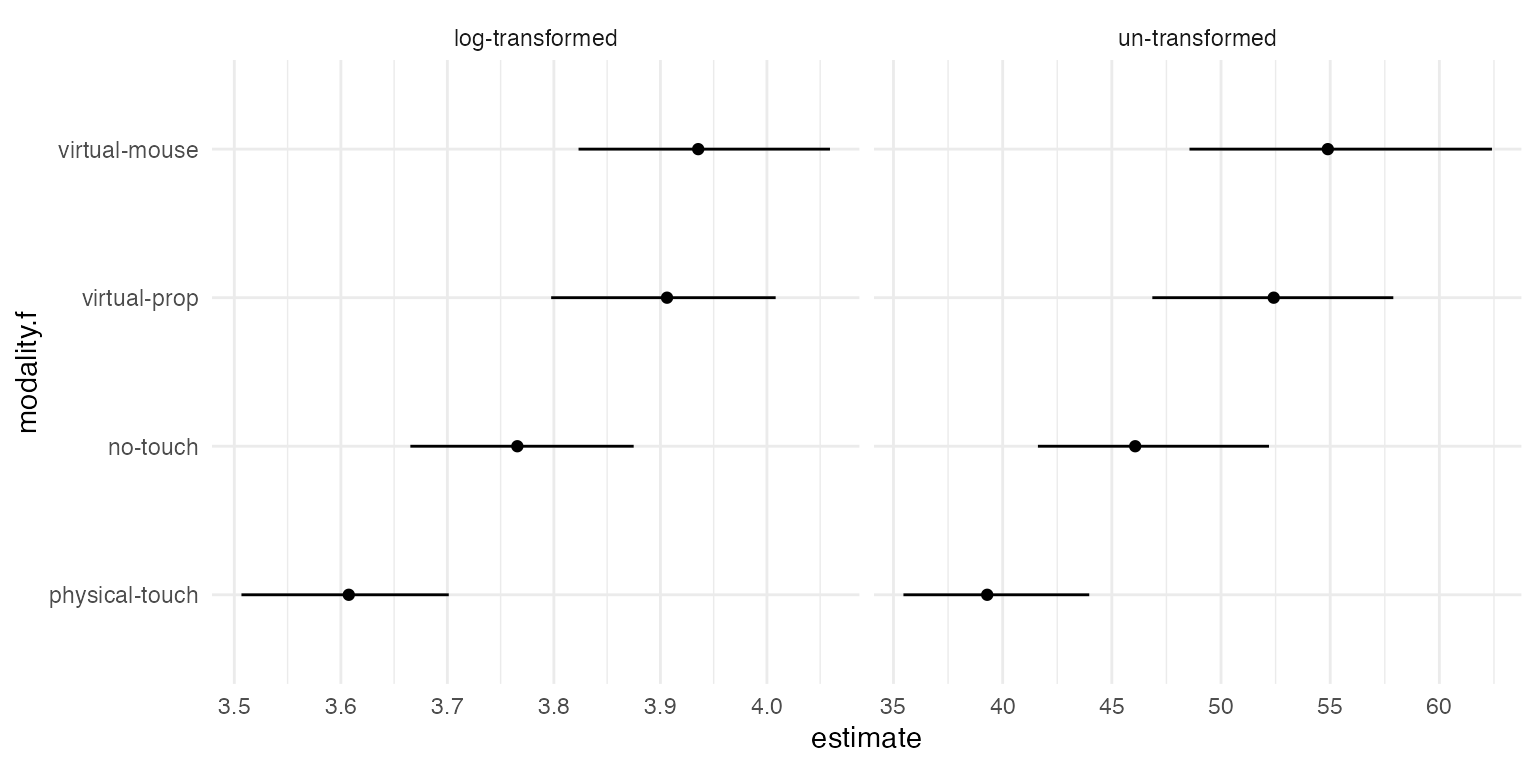 log-transformed
un-transformed
modality.f
virtual-mouse
virtual-prop
no-touch
physical-touch
3.5 3.6 3.7 3.8 3.9 4.0
35 40 45 50 55 60
estimate